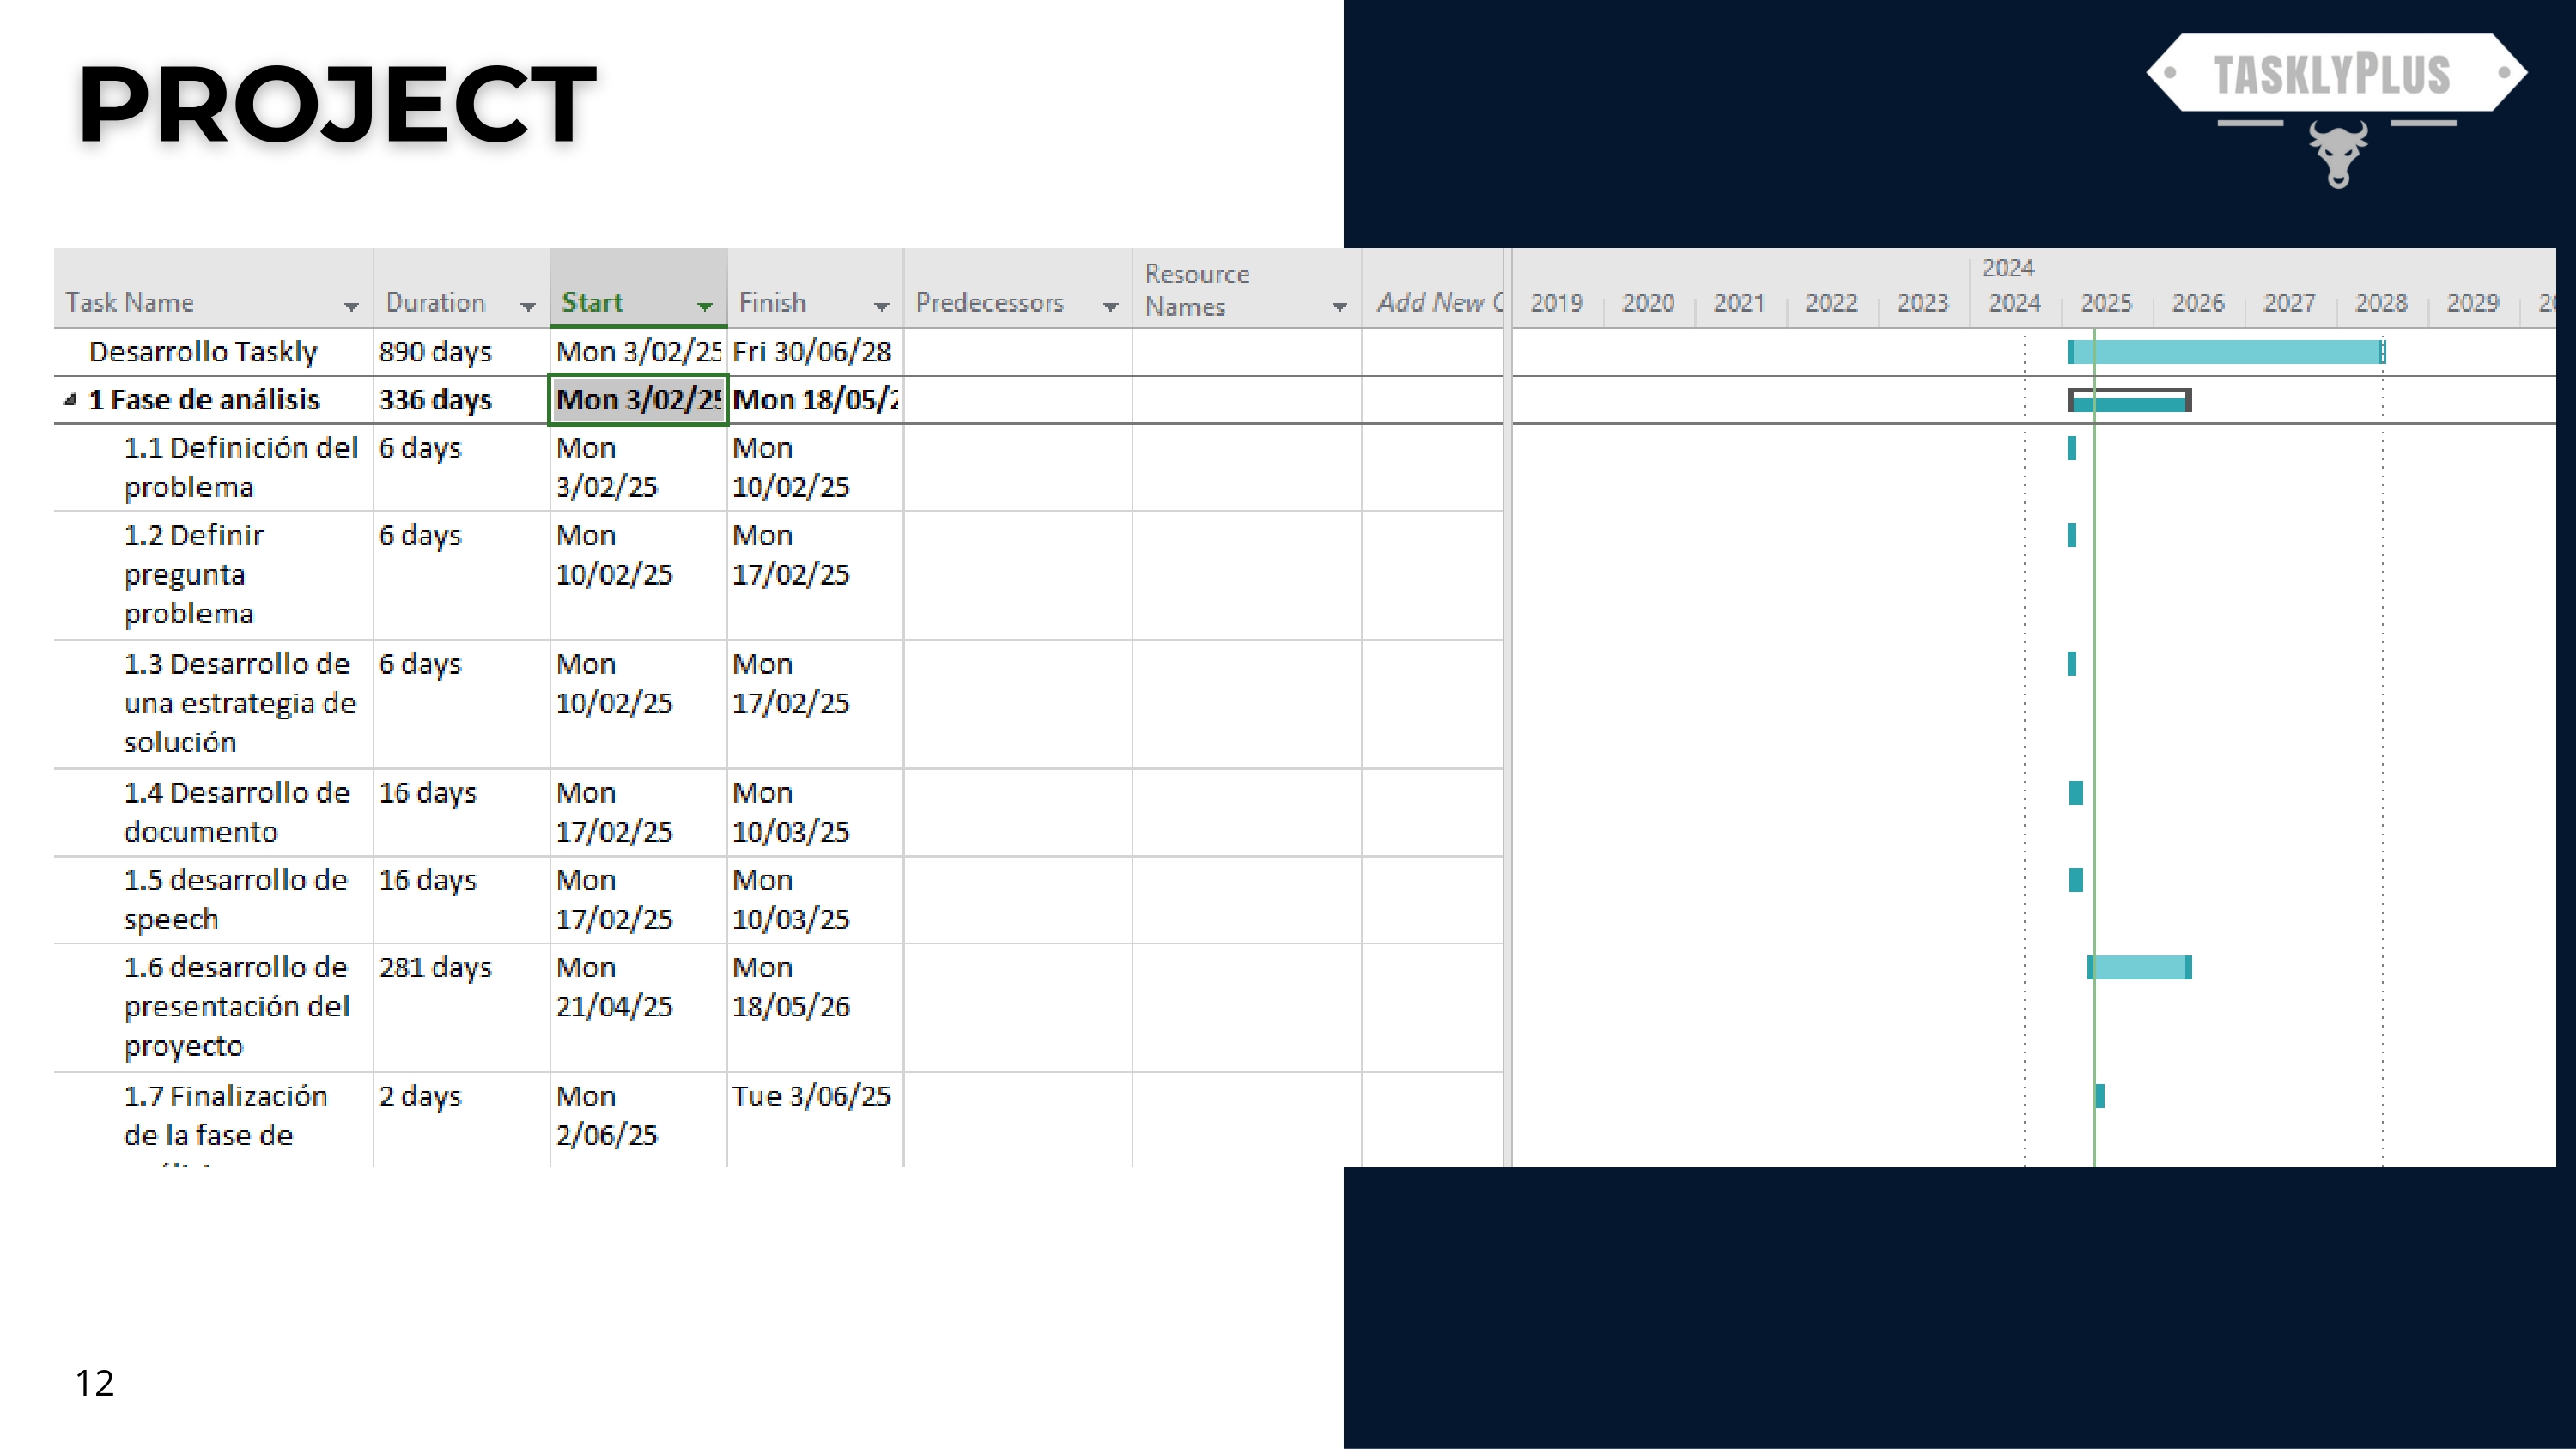 PROJECT
TASKLYPLUS
Task Name Duration Start Finish Predecessors Resource Names Add New
2024
2019 2020 2021 2022 2023 2024 2025 2026 2027 2028 2029
Desarrollo Taskly 890 days Mon 3/02/25 Fri 30/06/28
1 Fase de análisis 336 days Mon 3/02/25 Mon 18/05/
1.1 Definición del 6 days Mon Mon
problema 3/02/25 10/02/25
1.2 Definir 6 days Mon Mon
pregunta 10/02/25 17/02/25
problema
1.3 Desarrollo de 6 days Mon Mon
una estrategia de 10/02/25 17/02/25
solución
1.4 Desarrollo de 16 days Mon Mon
documento 17/02/25 10/03/25
1.5 desarrollo de 16 days Mon Mon
speech 17/02/25 10/03/25
1.6 desarrollo de 281 days Mon Mon
presentación del 21/04/25 18/05/26
proyecto
1.7 Finalización 2 days Mon Tue 3/06/25
de la fase de 2/06/25
12